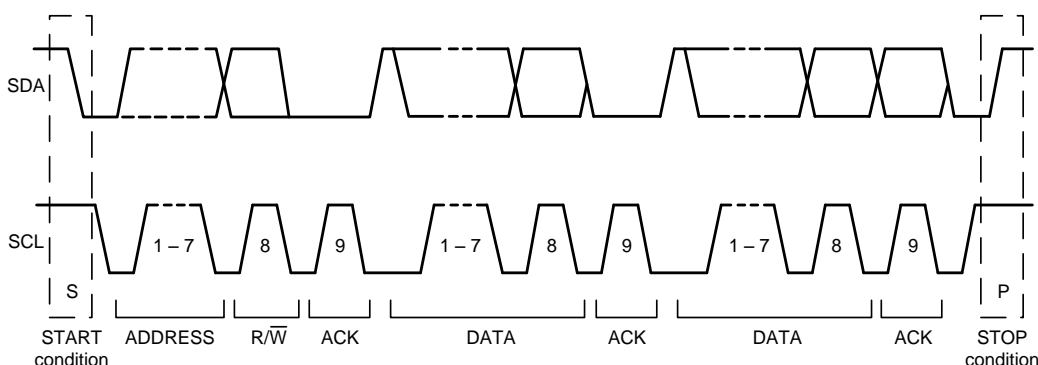 SDA
SCL
1 – 7
8
9
1 – 7
8
9
1 – 7
8
9
S
P
START
condition
ADDRESS
R/W̅
ACK
DATA
ACK
DATA
ACK
STOP
condition